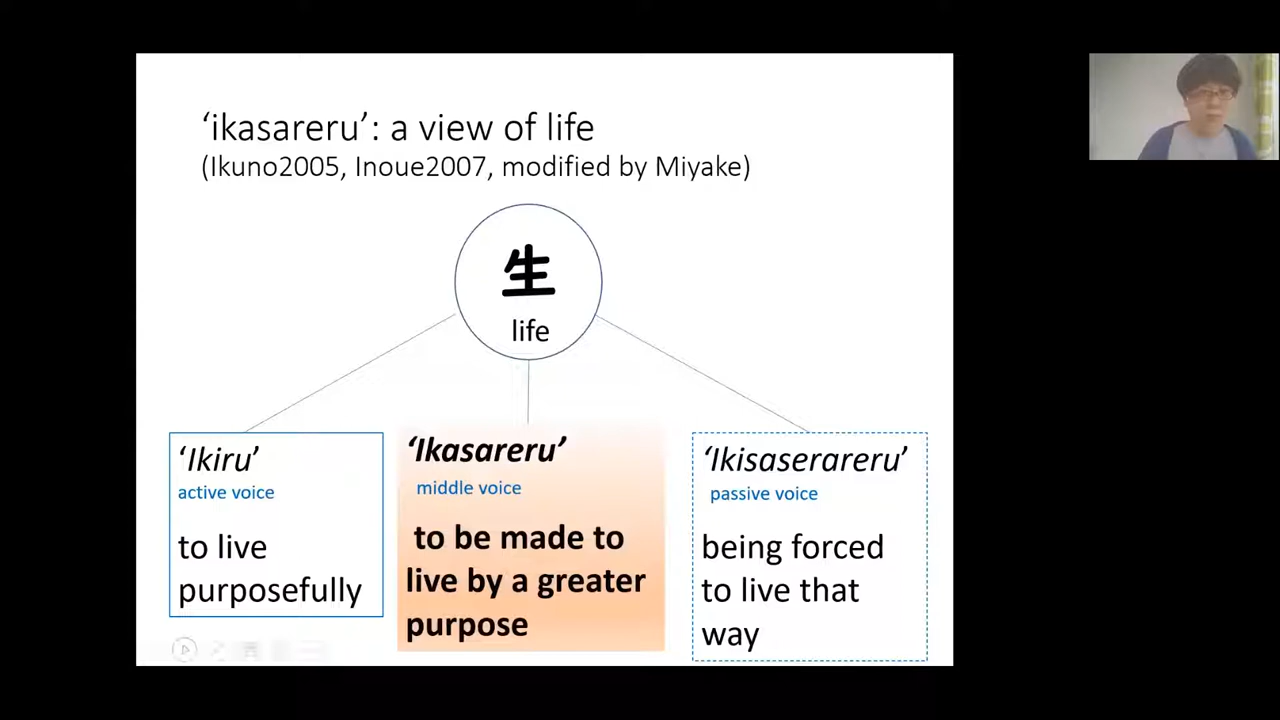 ‘ikasareru’: a view of life
(Ikuno2005, Inoue2007, modified by Miyake)
生
life
‘Ikiru’
active voice
to live
purposefully
‘Ikasareru’
middle voice
to be made to
live by a greater
purpose
‘Ikisaserareru’
passive voice
being forced
to live that
way